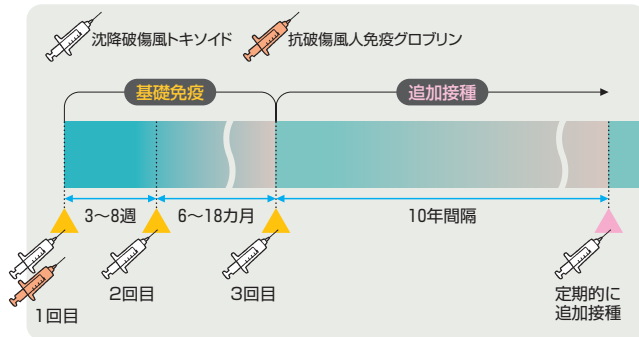 沈降破傷風トキソイド
抗破傷風人免疫グロブリン
基礎免疫
追加接種
3〜8週
6〜18カ月
10年間隔
1回目
2回目
3回目
定期的に
追加接種